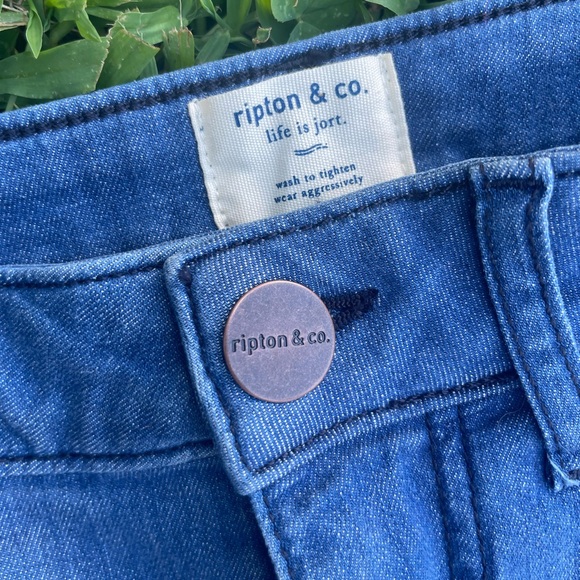 ripton & co.
life is jort.
wash to tighten
wear aggressively
ripton & co.